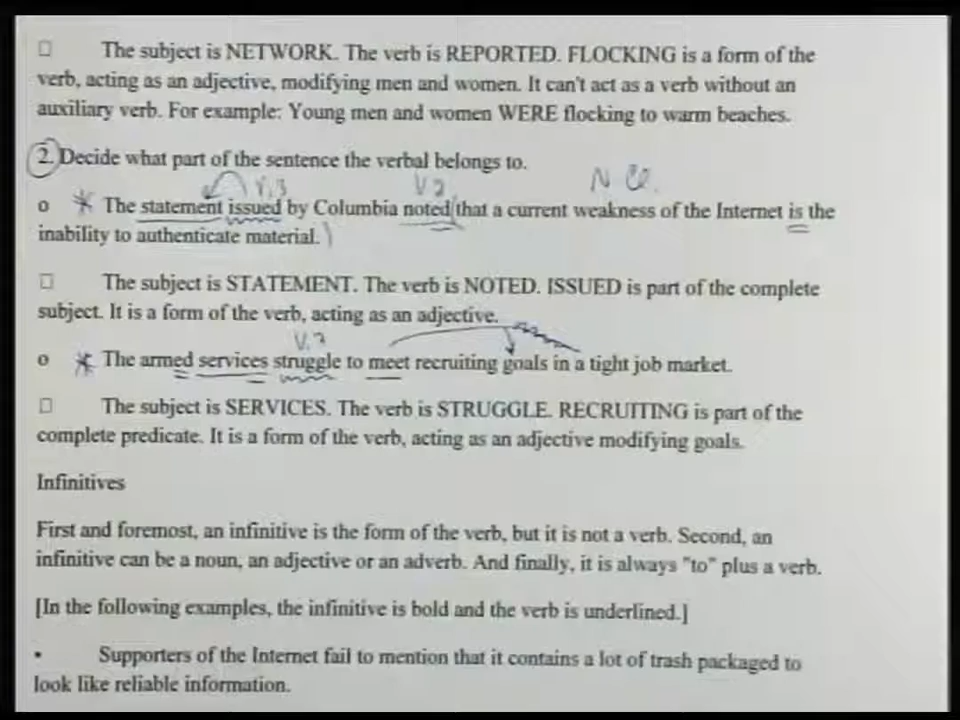 ☐ The subject is NETWORK. The verb is REPORTED. FLOCKING is a form of the
verb, acting as an adjective, modifying men and women. It can't act as a verb without an
auxiliary verb. For example: Young men and women WERE flocking to warm beaches.
2. Decide what part of the sentence the verbal belongs to.
V.3 V2 N Cl.
o * The statement issued by Columbia noted that a current weakness of the Internet is the
inability to authenticate material.
☐ The subject is STATEMENT. The verb is NOTED. ISSUED is part of the complete
subject. It is a form of the verb, acting as an adjective.
o * The armed services struggle to meet recruiting goals in a tight job market.
☐ The subject is SERVICES. The verb is STRUGGLE. RECRUITING is part of the
complete predicate. It is a form of the verb, acting as an adjective modifying goals.
Infinitives
First and foremost, an infinitive is the form of the verb, but it is not a verb. Second, an
infinitive can be a noun, an adjective or an adverb. And finally, it is always "to" plus a verb.
[In the following examples, the infinitive is bold and the verb is underlined.]
• Supporters of the Internet fail to mention that it contains a lot of trash packaged to
look like reliable information.